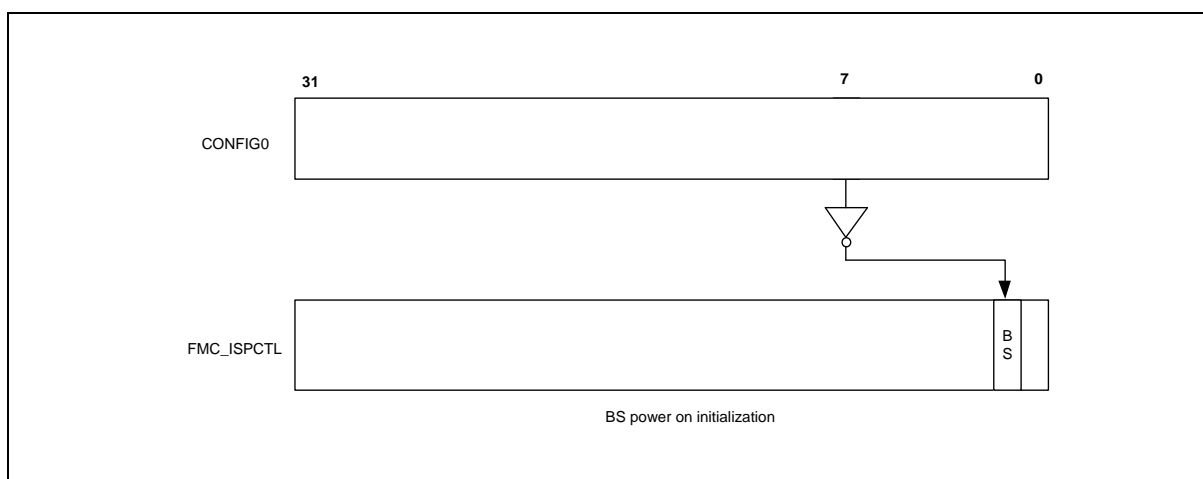 31 7 0
CONFIG0
FMC_ISPCTL
B
S
BS power on initialization